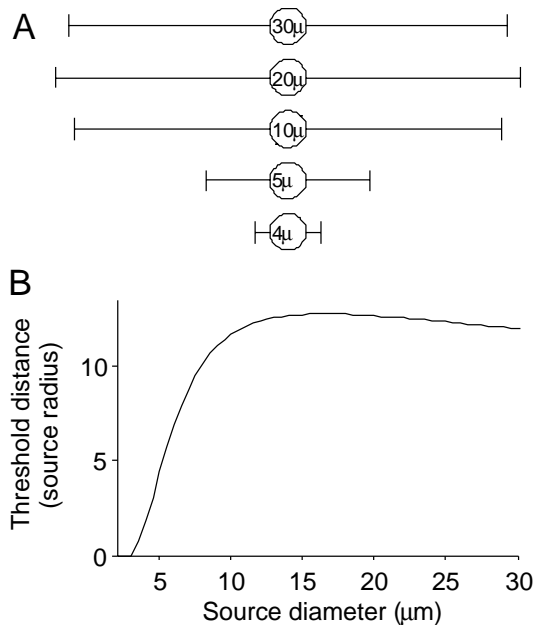 A
30μ
20μ
10μ
5μ
4μ
B
Threshold distance
(source radius)
10
5
0
5 10 15 20 25 30
Source diameter (μm)